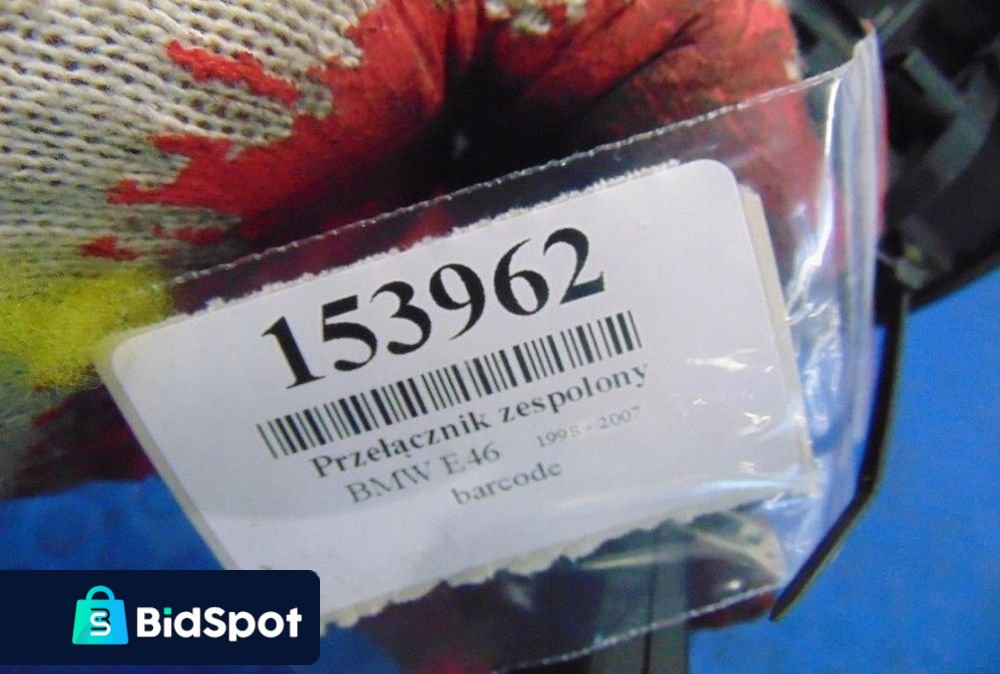 153962
Przełącznik zespolony
BMW E46 1998 - 2007
barcode
BidSpot